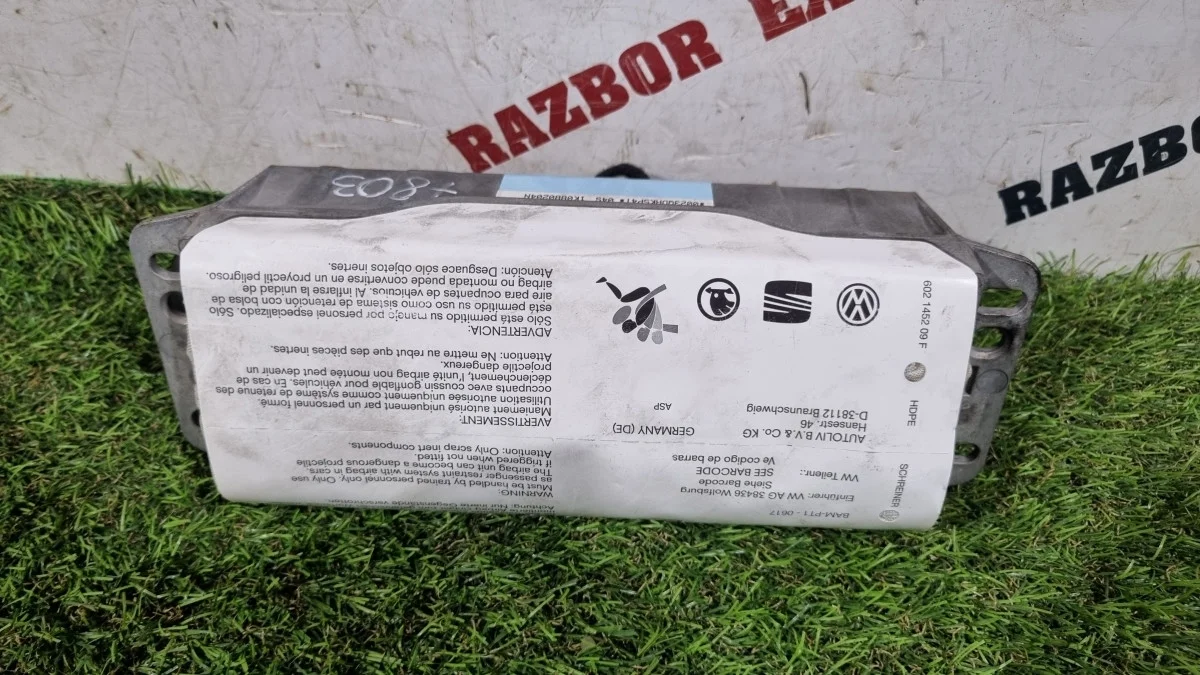 RAZBOR
RAZBO
+803
1K0880204N 04S
BAM-PT1 - 0617
Einführer: VW AG 38436 Wolfsburg
Siehe Barcode
SEE BARCODE
VW Teilenr.:
Ve codigo de barras
AUTOLIV B.V.& Co. KG
Hansestr. 46
D-38112 Braunschweig
GERMANY (DE)
ASP
SCHREINER
HDPE
602 1452 09 F
WARNING:
Must be handled by trained personnel only. Only use
as passenger restraint system with airbag in cars.
The airbag unit can become a dangerous projectile
if triggered when not fitted.
Attention: Only scrap inert components.
AVERTISSEMENT:
Maniement autorisé uniquement par un personnel formé.
Utilisation autorisée uniquement comme système de retenue des
occupants avec coussin gonflable pour véhicules. En cas de
déclenchement, l'unité airbag non montée peut devenir un
projectile dangereux.
Attention: Ne mettre au rebut que des pièces inertes.
ADVERTENCIA:
Sólo está permitido su manejo por personal especializado. Sólo
está permitido su uso como sistema de retención con bolsa de
aire para ocupantes de vehículos. Al inflarse la unidad de
airbag no montada puede convertirse en un proyectil peligroso.
Atención: Desguace sólo objetos inertes.